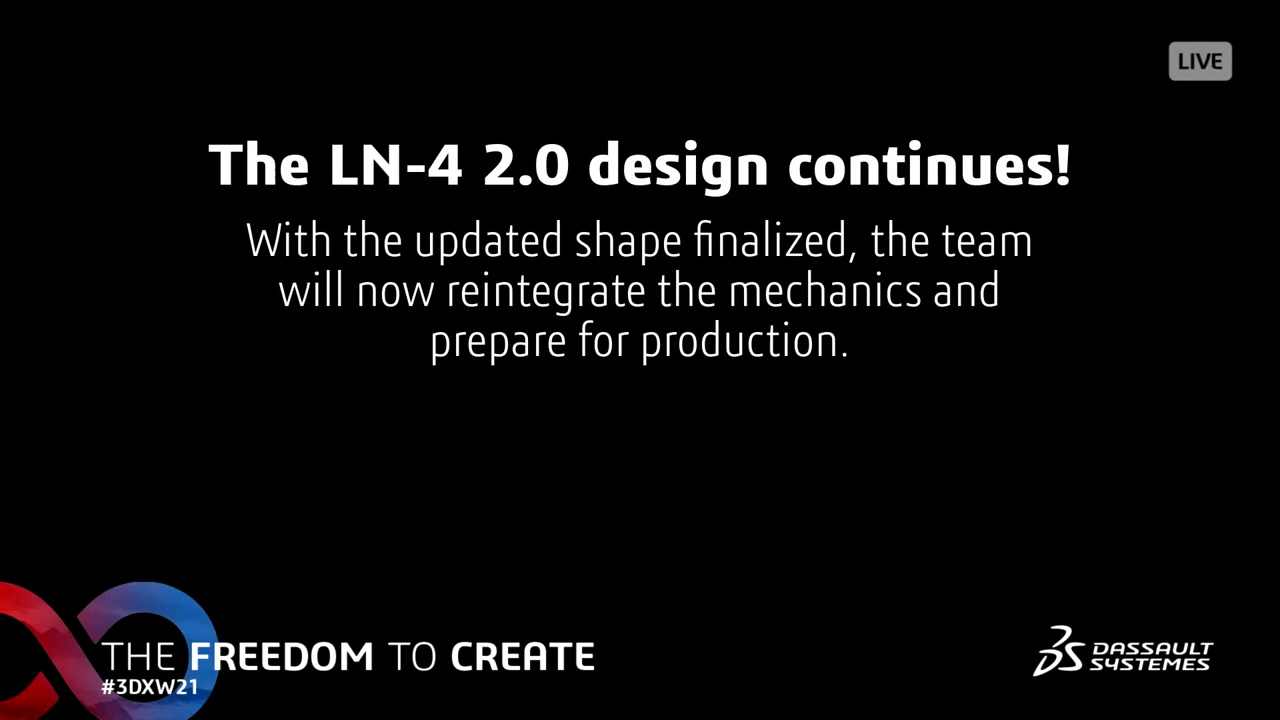 LIVE
The LN-4 2.0 design continues!
With the updated shape finalized, the team
will now reintegrate the mechanics and
prepare for production.
THE FREEDOM TO CREATE
#3DXW21
DASSAULT
SYSTEMES